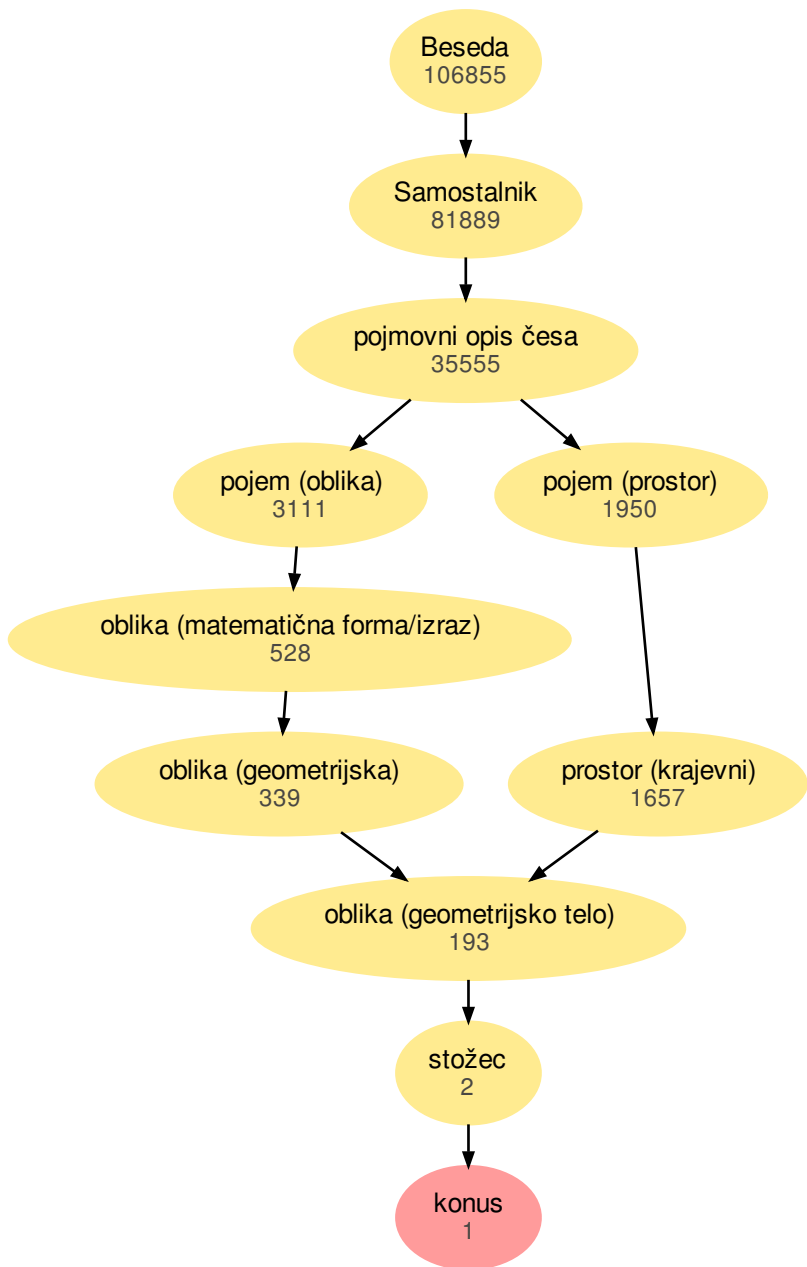 Beseda
106855
Samostalnik
81889
pojmovni opis česa
35555
pojem (oblika)
3111
pojem (prostor)
1950
oblika (matematična forma/izraz)
528
oblika (geometrijska)
339
prostor (krajevni)
1657
oblika (geometrijsko telo)
193
stožec
2
konus
1